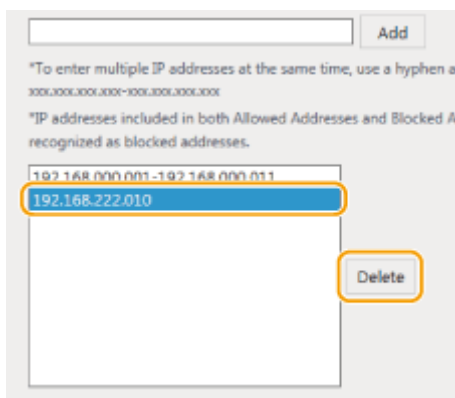 Add
*To enter multiple IP addresses at the same time, use a hyphen a
xxx.xxx.xxx.xxx-xxx.xxx.xxx.xxx
*IP addresses included in both Allowed Addresses and Blocked A
recognized as blocked addresses.
192.168.000.001-192.168.000.011
192.168.222.010
Delete